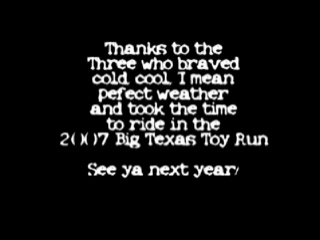 Thanks to the
Three who braved
cold, cool, I mean
pefect weather
and took the time
to ride in the
2007 Big Texas Toy Run
See ya next year!